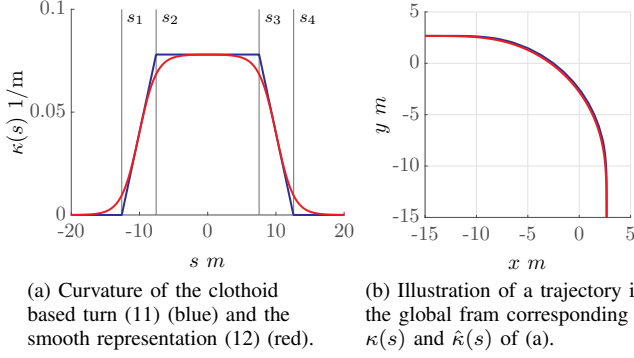 0.1
s1
s2
s3
s4
0.05
0
κ(s) 1/m
-20
-10
0
10
20
s m
5
0
-5
-10
-15
y m
-15
-10
-5
0
5
x m
(a) Curvature of the clothoid
based turn (11) (blue) and the
smooth representation (12) (red).
(b) Illustration of a trajectory i
the global fram corresponding
κ(s) and κ̂(s) of (a).